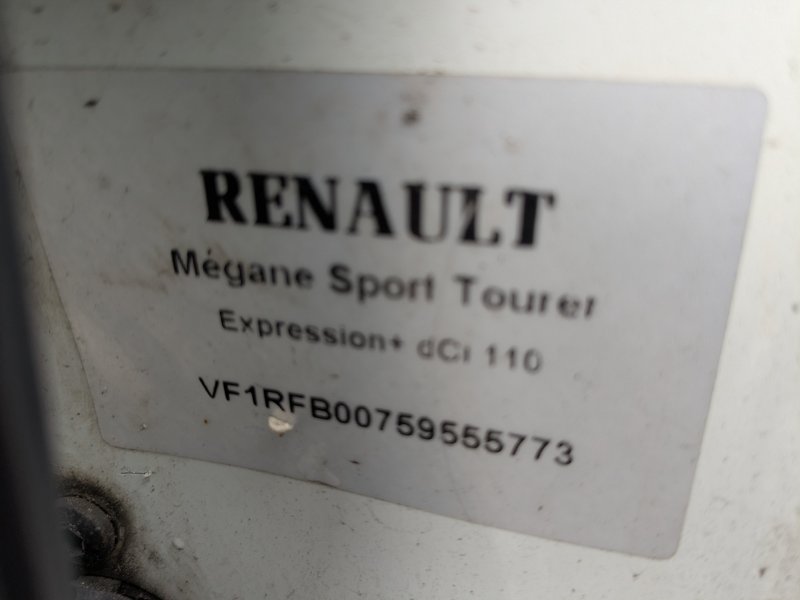 RENAULT
Mégane Sport Tourer
Expression+ dCi 110
VF1RFB00759555773